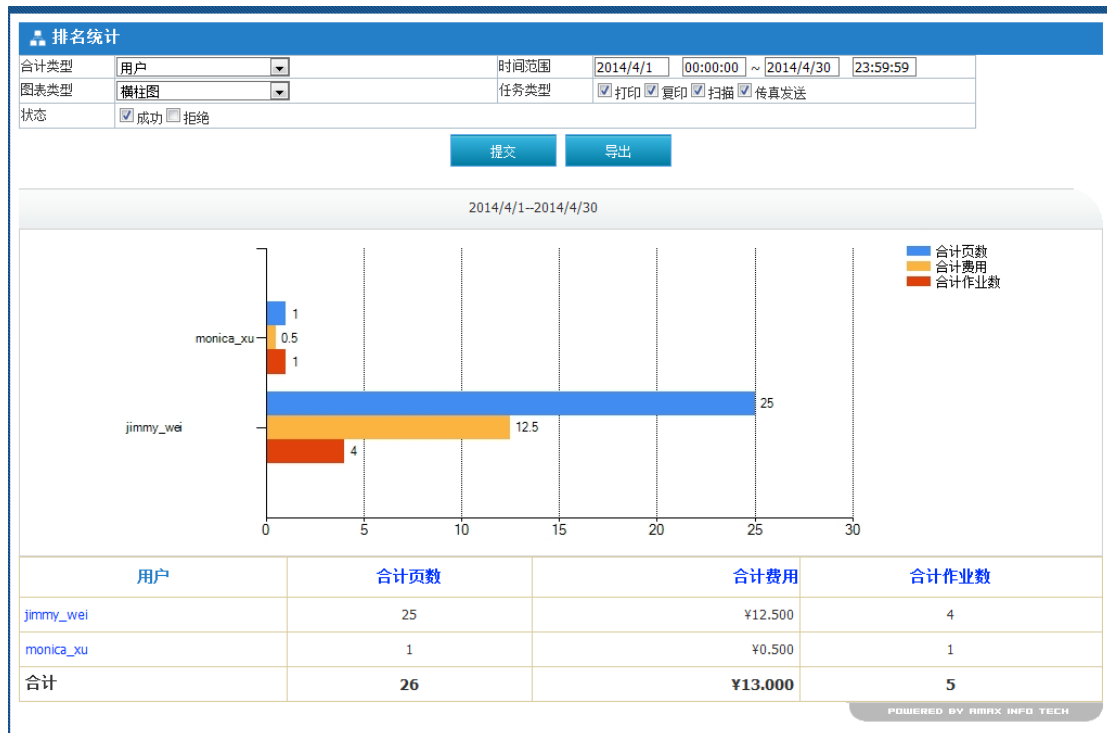 排名统计
合计类型 用户 时间范围 2014/4/1 00:00:00 ~ 2014/4/30 23:59:59
图表类型 横柱图 任务类型 打印 复印 扫描 传真发送
状态 成功 拒绝
提交 导出
2014/4/1--2014/4/30
合计页数
合计费用
合计作业数
1
monica_xu 0.5
1
25
jimmy_wei 12.5
4
0 5 10 15 20 25 30
用户 合计页数 合计费用 合计作业数
jimmy_wei 25 ¥12.500 4
monica_xu 1 ¥0.500 1
合计 26 ¥13.000 5
POWERED BY AMAX INFO TECH